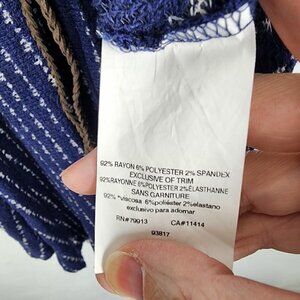 92% RAYON 6% POLYESTER 2% SPANDEX
EXCLUSIVE OF TRIM
92%RAYONNE 6%POLYESTER 2%ÉLASTHANNE
SANS GARNITURE
92% *viscosa 6%poliéster 2%elastano
exclusivo para adornar
RN#79913 CA#11414
93817